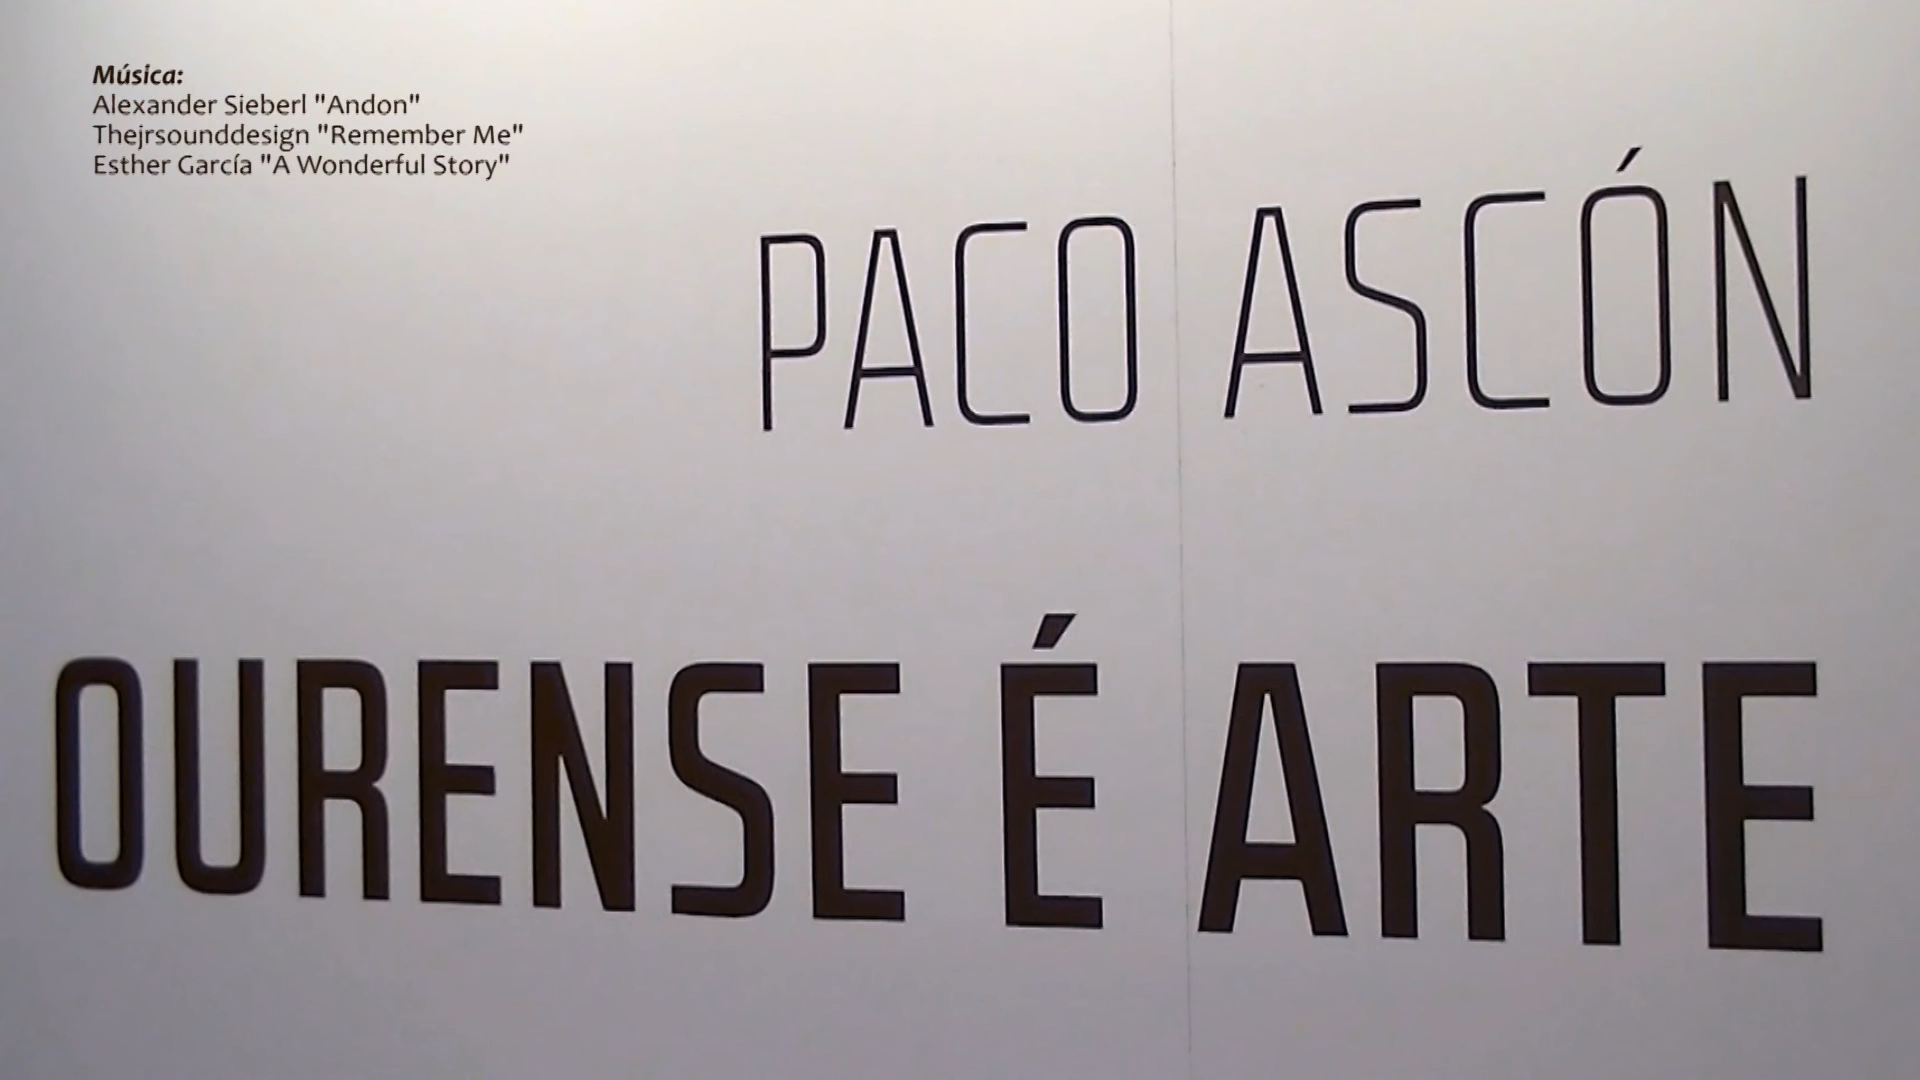 Música:
Alexander Sieberl "Andon"
Thejrsounddesign "Remember Me"
Esther García "A Wonderful Story"
PACO ASCÓN
OURENSE É ARTE